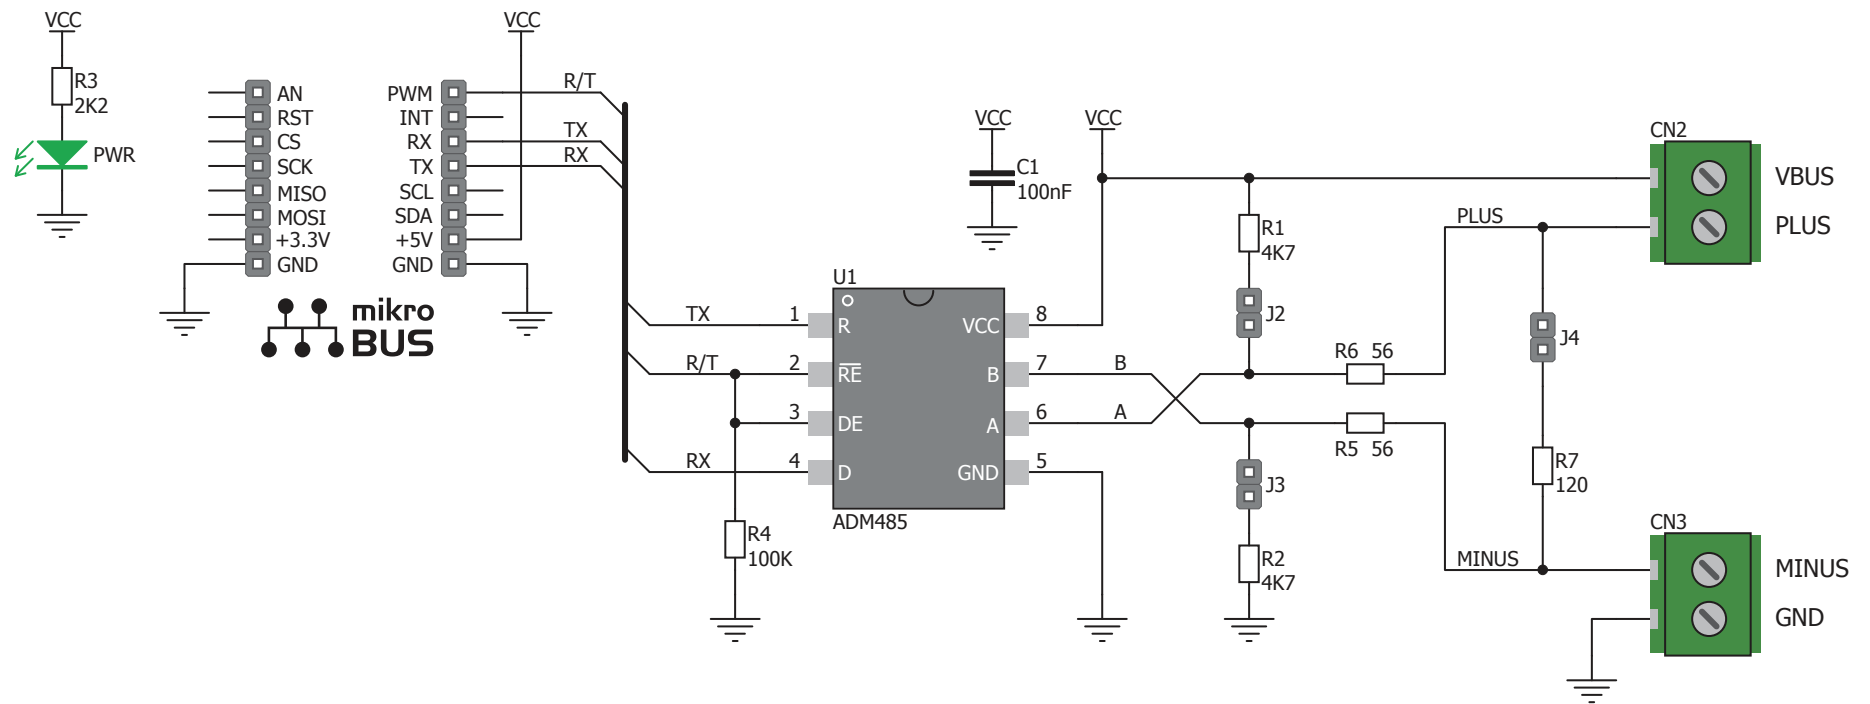 VCC
R3
2K2
PWR
AN
RST
CS
SCK
MISO
MOSI
+3.3V
GND
mikro
BUS
VCC
PWM
INT
RX
TX
SCL
SDA
+5V
GND
R/T
TX
RX
TX
R/T
RX
R4
100K
U1
1
2
3
4
R
RE
DE
D
VCC
B
A
GND
8
7
6
5
ADM485
VCC
C1
100nF
VCC
B
A
R1
4K7
J2
J3
R2
4K7
R6 56
R5 56
PLUS
MINUS
J4
R7
120
CN2
VBUS
PLUS
CN3
MINUS
GND